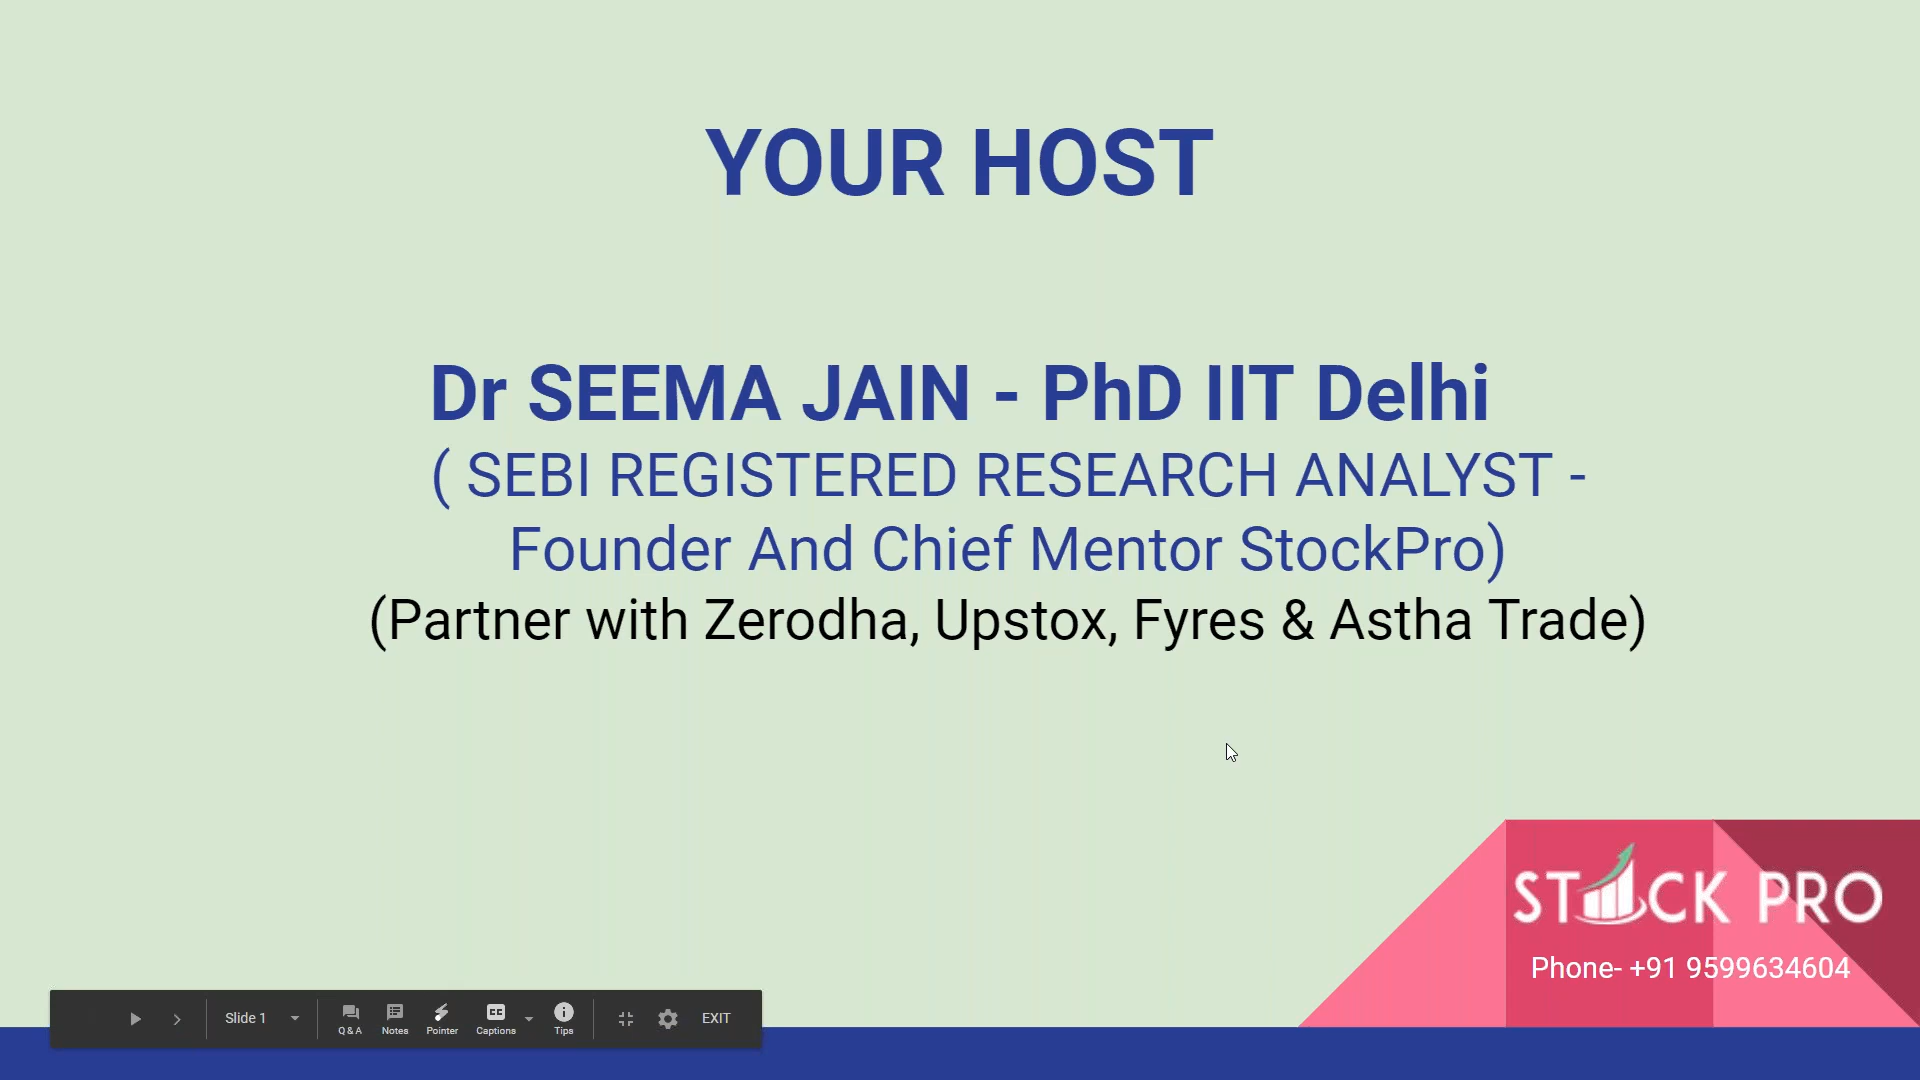 YOUR HOST
Dr SEEMA JAIN - PhD IIT Delhi
( SEBI REGISTERED RESEARCH ANALYST -
Founder And Chief Mentor StockPro)
(Partner with Zerodha, Upstox, Fyres & Astha Trade)
STOCK PRO
Phone- +91 9599634604
Slide 1
Q & A
Notes
Pointer
CC
Captions
Tips
EXIT